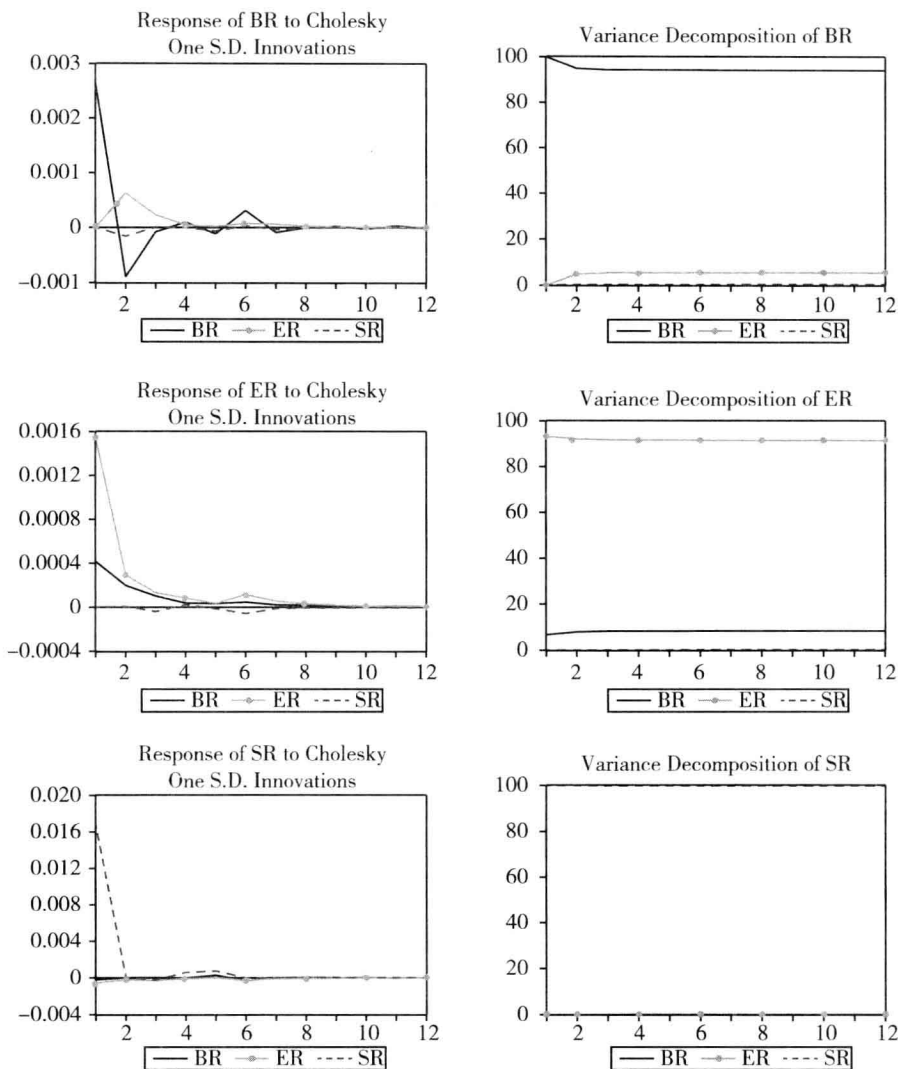 Response of BR to Cholesky
One S.D. Innovations
0.003
0.002
0.001
0
−0.001
2 4 6 8 10 12
BR ER SR
Variance Decomposition of BR
100
80
60
40
20
0
2 4 6 8 10 12
BR ER SR
Response of ER to Cholesky
One S.D. Innovations
0.0016
0.0012
0.0008
0.0004
0
−0.0004
2 4 6 8 10 12
BR ER SR
Variance Decomposition of ER
100
80
60
40
20
0
2 4 6 8 10 12
BR ER SR
Response of SR to Cholesky
One S.D. Innovations
0.020
0.016
0.008
0.004
0
−0.004
2 4 6 8 10 12
BR ER SR
Variance Decomposition of SR
100
80
60
40
20
0
2 4 6 8 10 12
BR ER SR